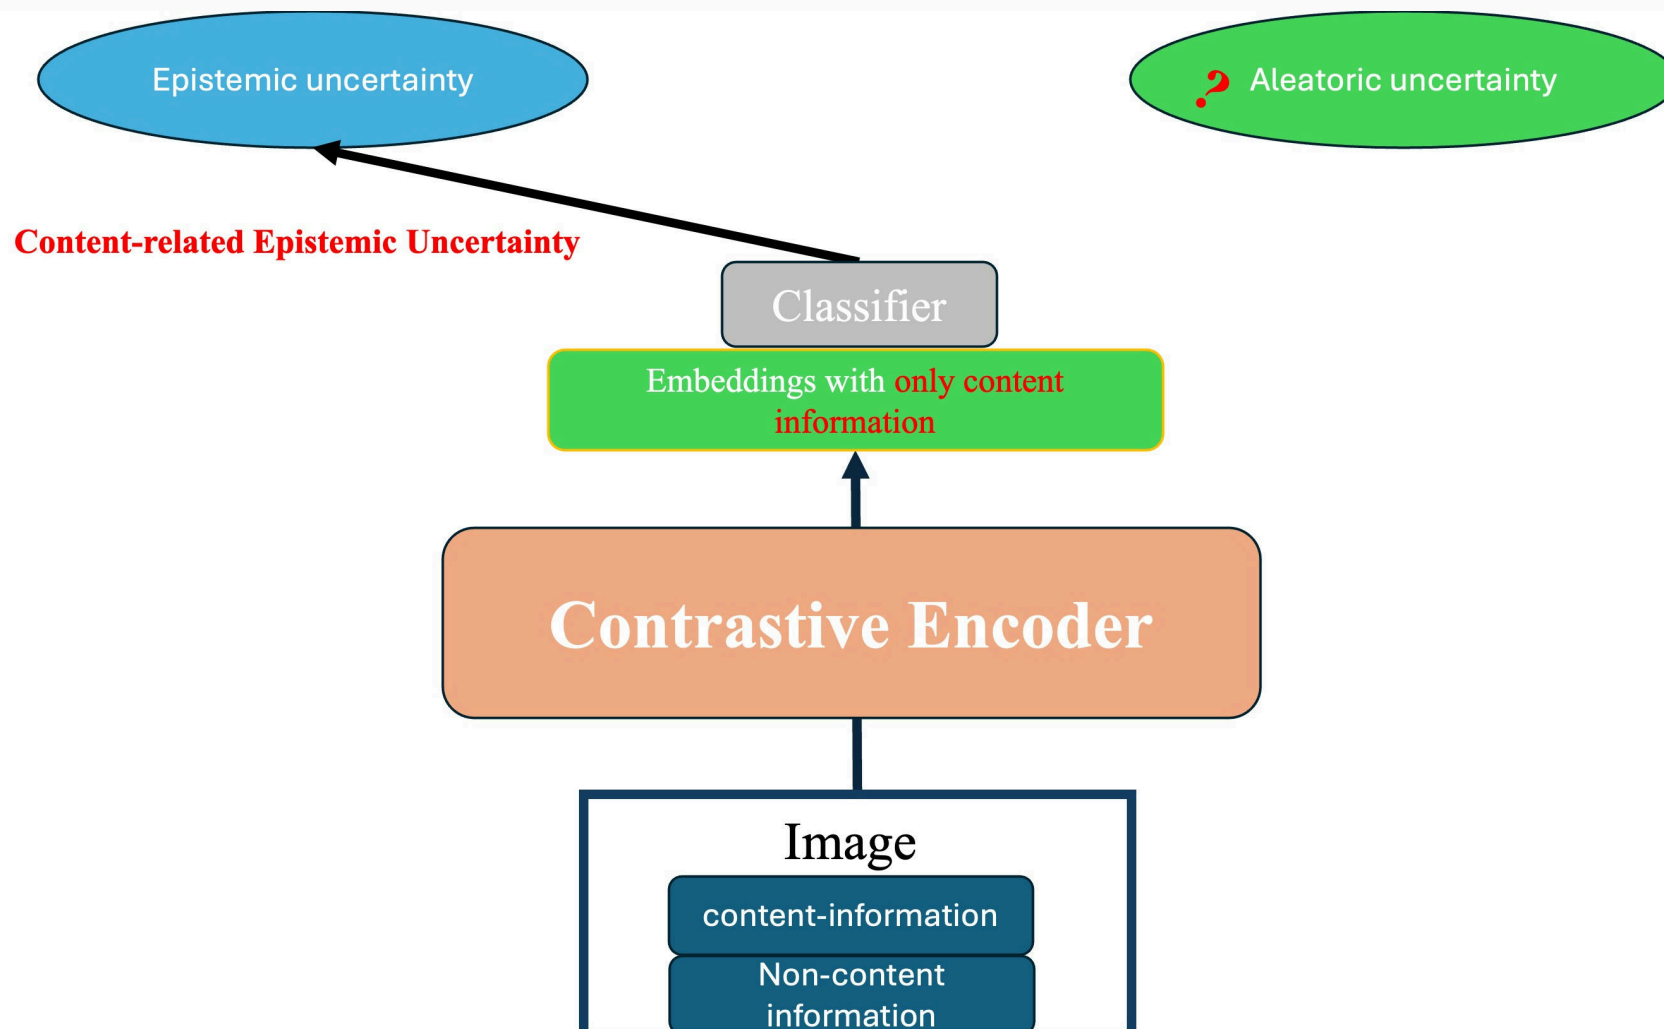 Epistemic uncertainty
? Aleatoric uncertainty
Content-related Epistemic Uncertainty
Classifier
Embeddings with only content
information
Contrastive Encoder
Image
content-information
Non-content
information